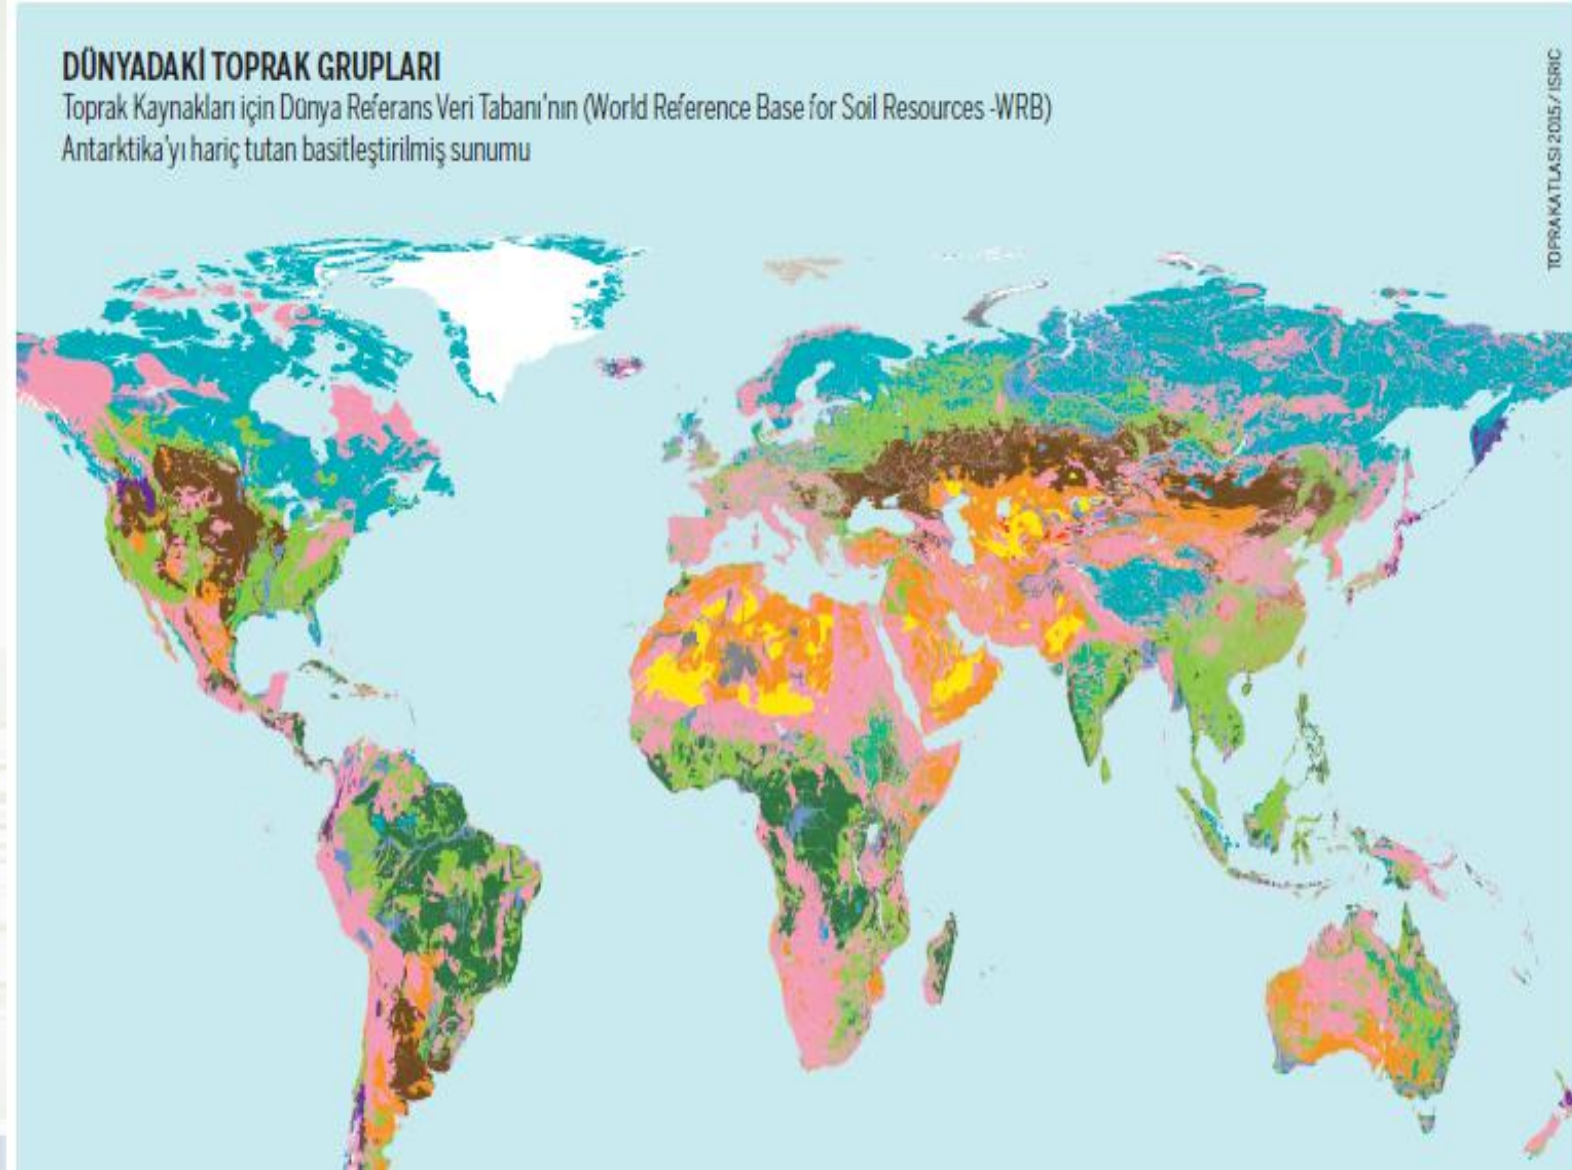 DÜNYADAKİ TOPRAK GRUPLARI
Toprak Kaynakları için Dünya Referans Veri Tabanı'nın (World Reference Base for Soil Resources -WRB)
Antarktika'yı hariç tutan basitleştirilmiş sunumu
TOPRAK ATLASI 2015/ ISRIC